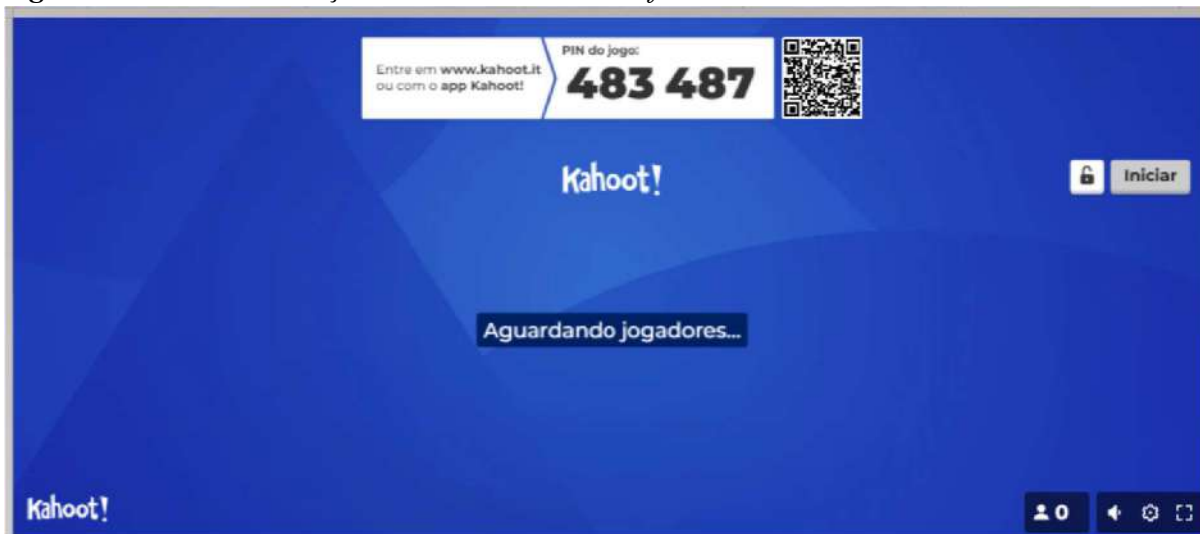 PIN do jogo:
Entre em www.kahoot.it
ou com o app Kahoot!
483 487
Kahoot!
Iniciar
Aguardando jogadores...
Kahoot!
0